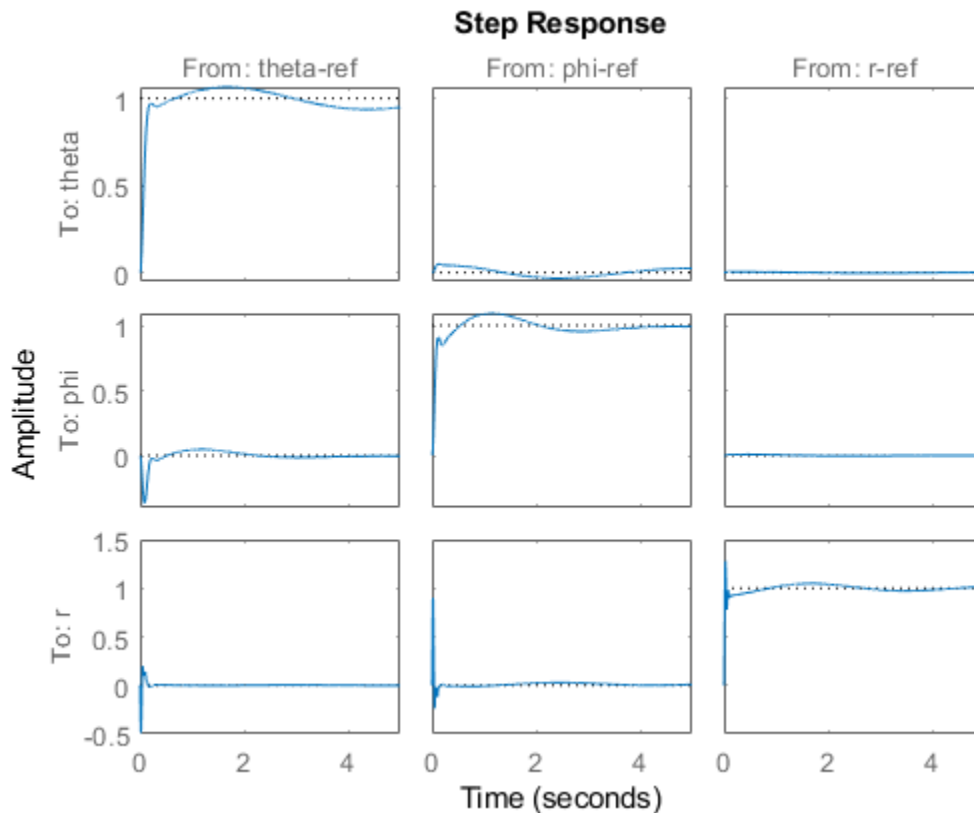 Step Response
From: theta-ref From: phi-ref From: r-ref
To: theta
1
0.5
0
Amplitude
To: phi
1
0.5
0
To: r
1.5
1
0.5
0
-0.5
0 2 4 0 2 4 0 2 4
Time (seconds)